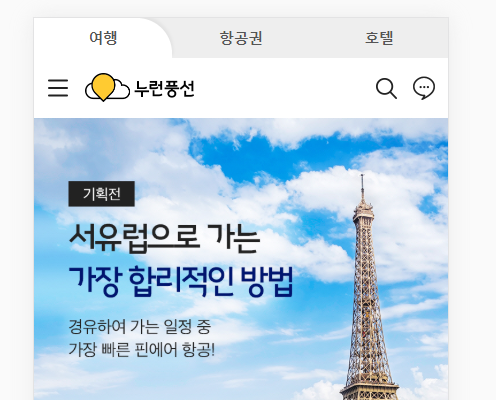 여행
항공권
호텔
누런풍선
기획전
서유럽으로 가는
가장 합리적인 방법
경유하여 가는 일정 중
가장 빠른 핀에어 항공!